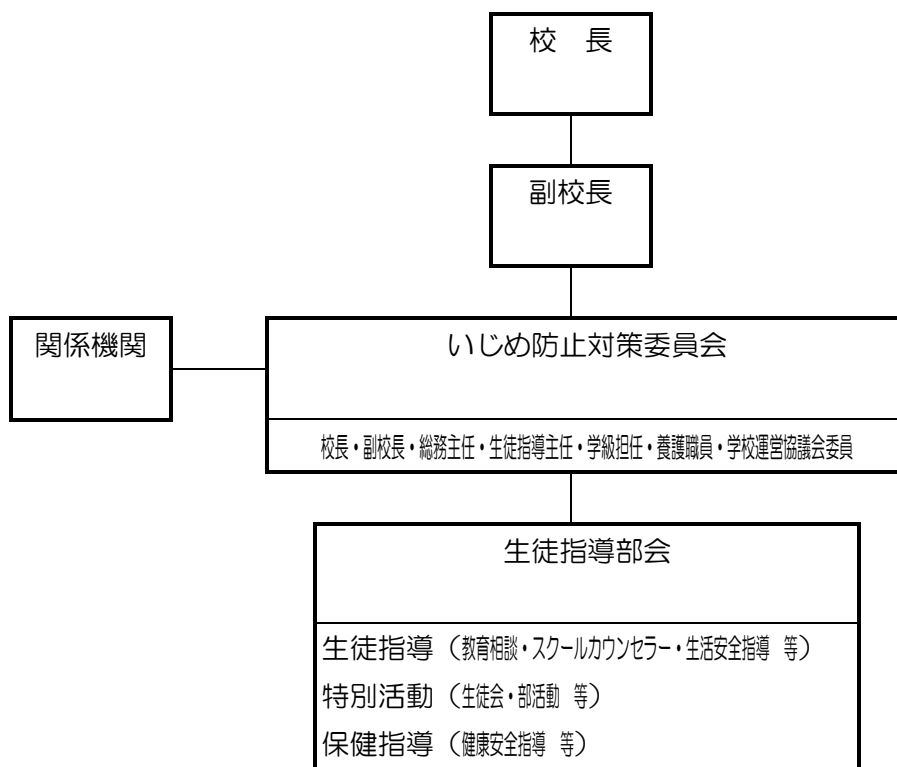 校　長
副校長
関係機関
いじめ防止対策委員会
校長・副校長・総務主任・生徒指導主任・学級担任・養護職員・学校運営協議会委員
生徒指導部会
生徒指導（教育相談・スクールカウンセラー・生活安全指導 等）
特別活動（生徒会・部活動 等）
保健指導（健康安全指導 等）